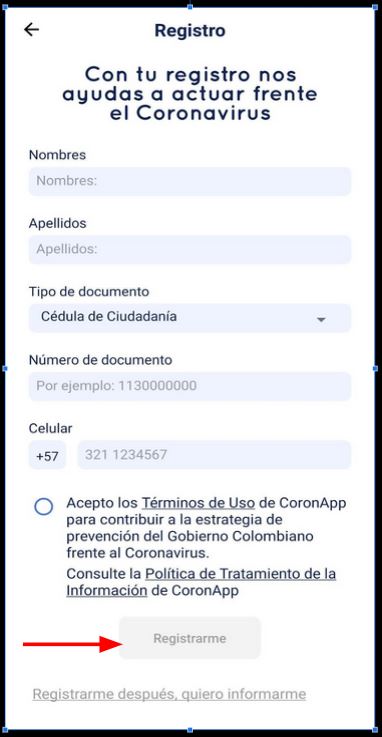 Registro
Con tu registro nos
ayudas a actuar frente
el Coronavirus
Nombres
Nombres:
Apellidos
Apellidos:
Tipo de documento
Cédula de Ciudadanía
Número de documento
Por ejemplo: 1130000000
Celular
+57 321 1234567
Acepto los Términos de Uso de CoronApp
para contribuir a la estrategia de
prevención del Gobierno Colombiano
frente al Coronavirus.
Consulte la Política de Tratamiento de la
Información de CoronApp
Registrarme
Registrarme después, quiero informarme